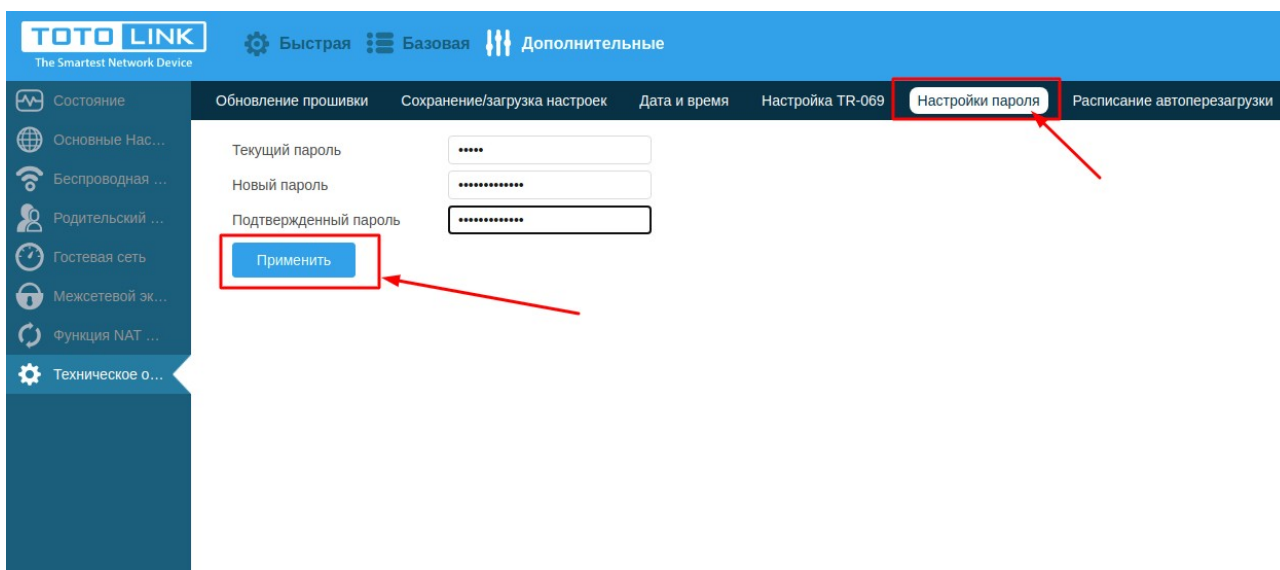 TOTO LINK
The Smartest Network Device
Быстрая Базовая Дополнительные
Состояние
Основные Нас...
Беспроводная ...
Родительский ...
Гостевая сеть
Межсетевой эк...
Функция NAT ...
Техническое о...
Обновление прошивки Сохранение/загрузка настроек Дата и время Настройка TR-069 Настройки пароля Расписание автоперезагрузки
Текущий пароль •••••
Новый пароль •••••••••••••
Подтвержденный пароль •••••••••••••
Применить